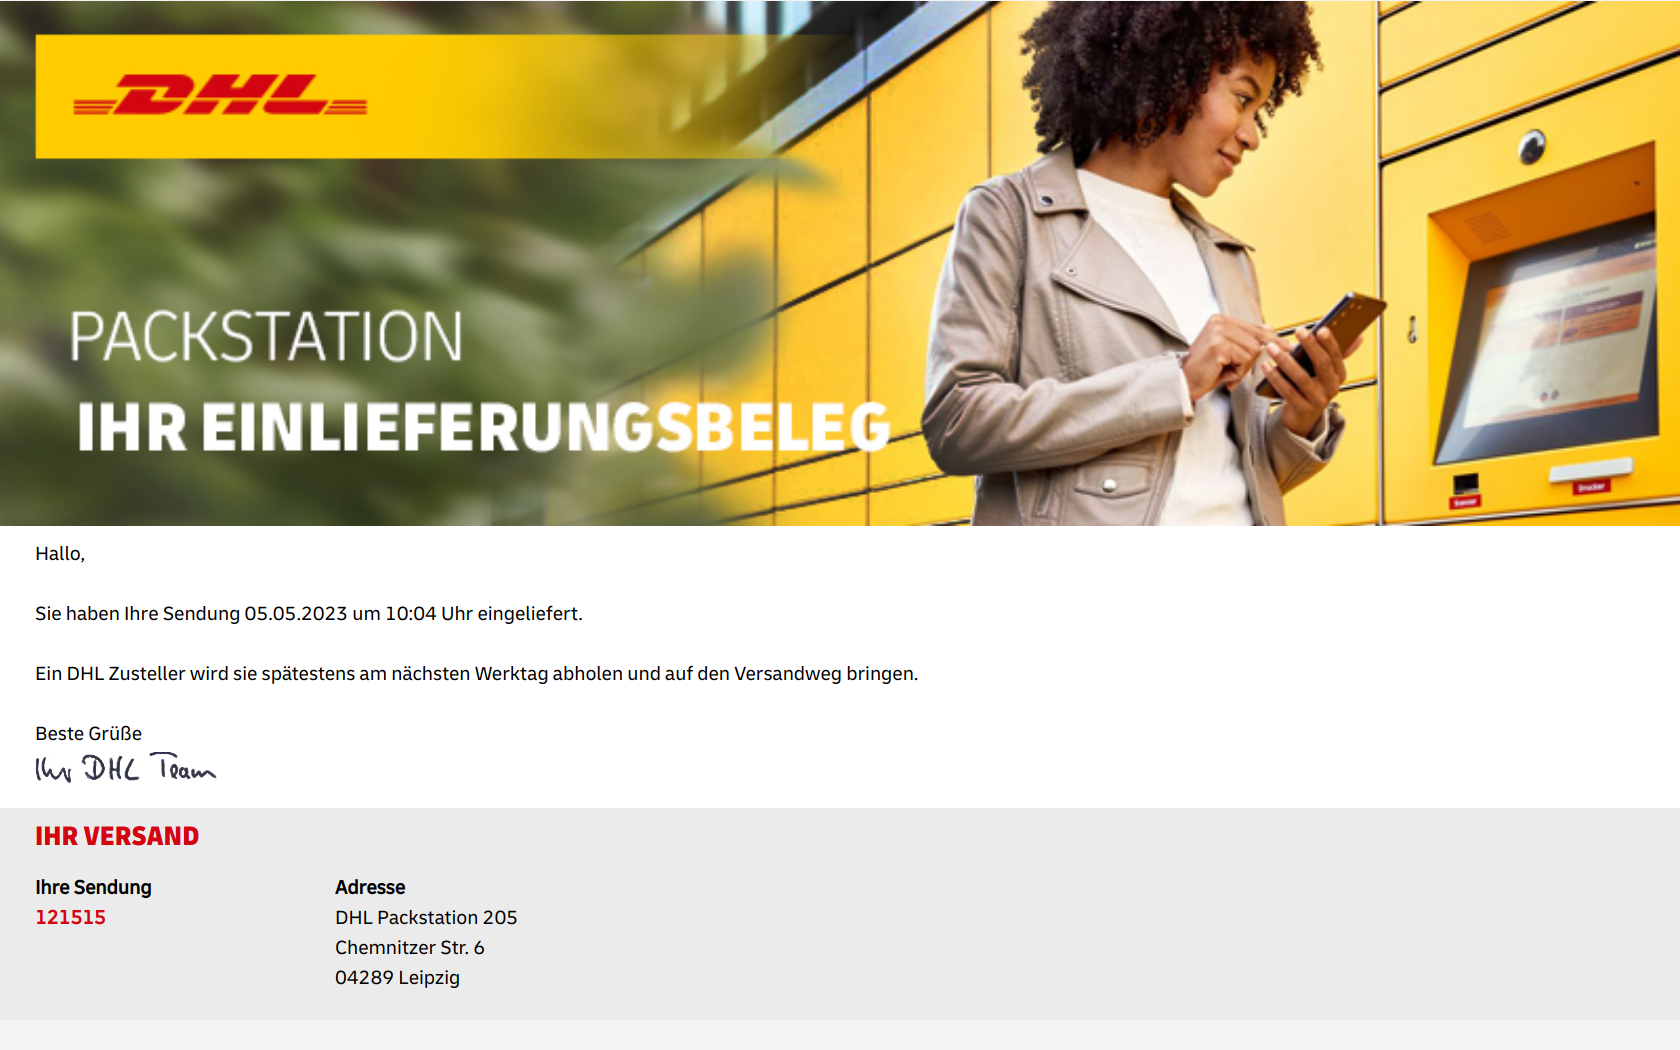 DHL
PACKSTATION
IHR EINLIEFERUNGSBELEG
Scanner
Drucker
Hallo,
Sie haben Ihre Sendung 05.05.2023 um 10:04 Uhr eingeliefert.
Ein DHL Zusteller wird sie spätestens am nächsten Werktag abholen und auf den Versandweg bringen.
Beste Grüße
Ihr DHL Team
IHR VERSAND
Ihre Sendung
121515
Adresse
DHL Packstation 205
Chemnitzer Str. 6
04289 Leipzig